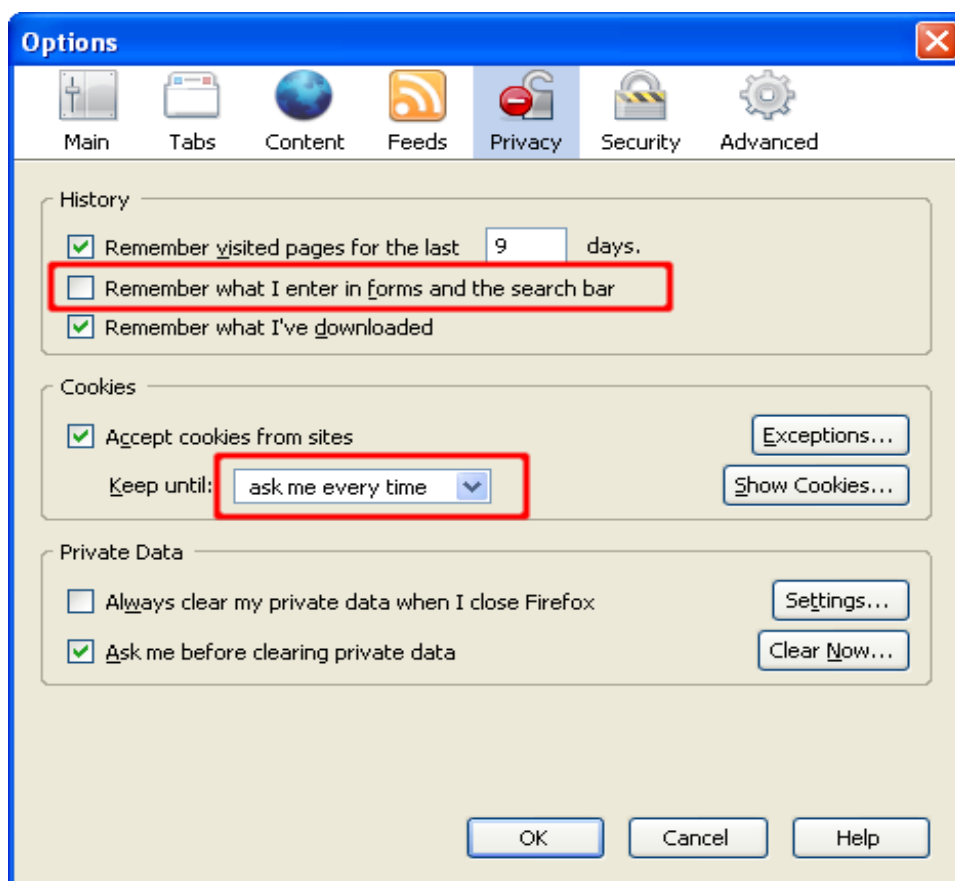 Options
Main Tabs Content Feeds Privacy Security Advanced
History
Remember visited pages for the last 9 days.
Remember what I enter in forms and the search bar
Remember what I've downloaded
Cookies
Accept cookies from sites Exceptions...
Keep until: ask me every time Show Cookies...
Private Data
Always clear my private data when I close Firefox Settings...
Ask me before clearing private data Clear Now...
OK Cancel Help